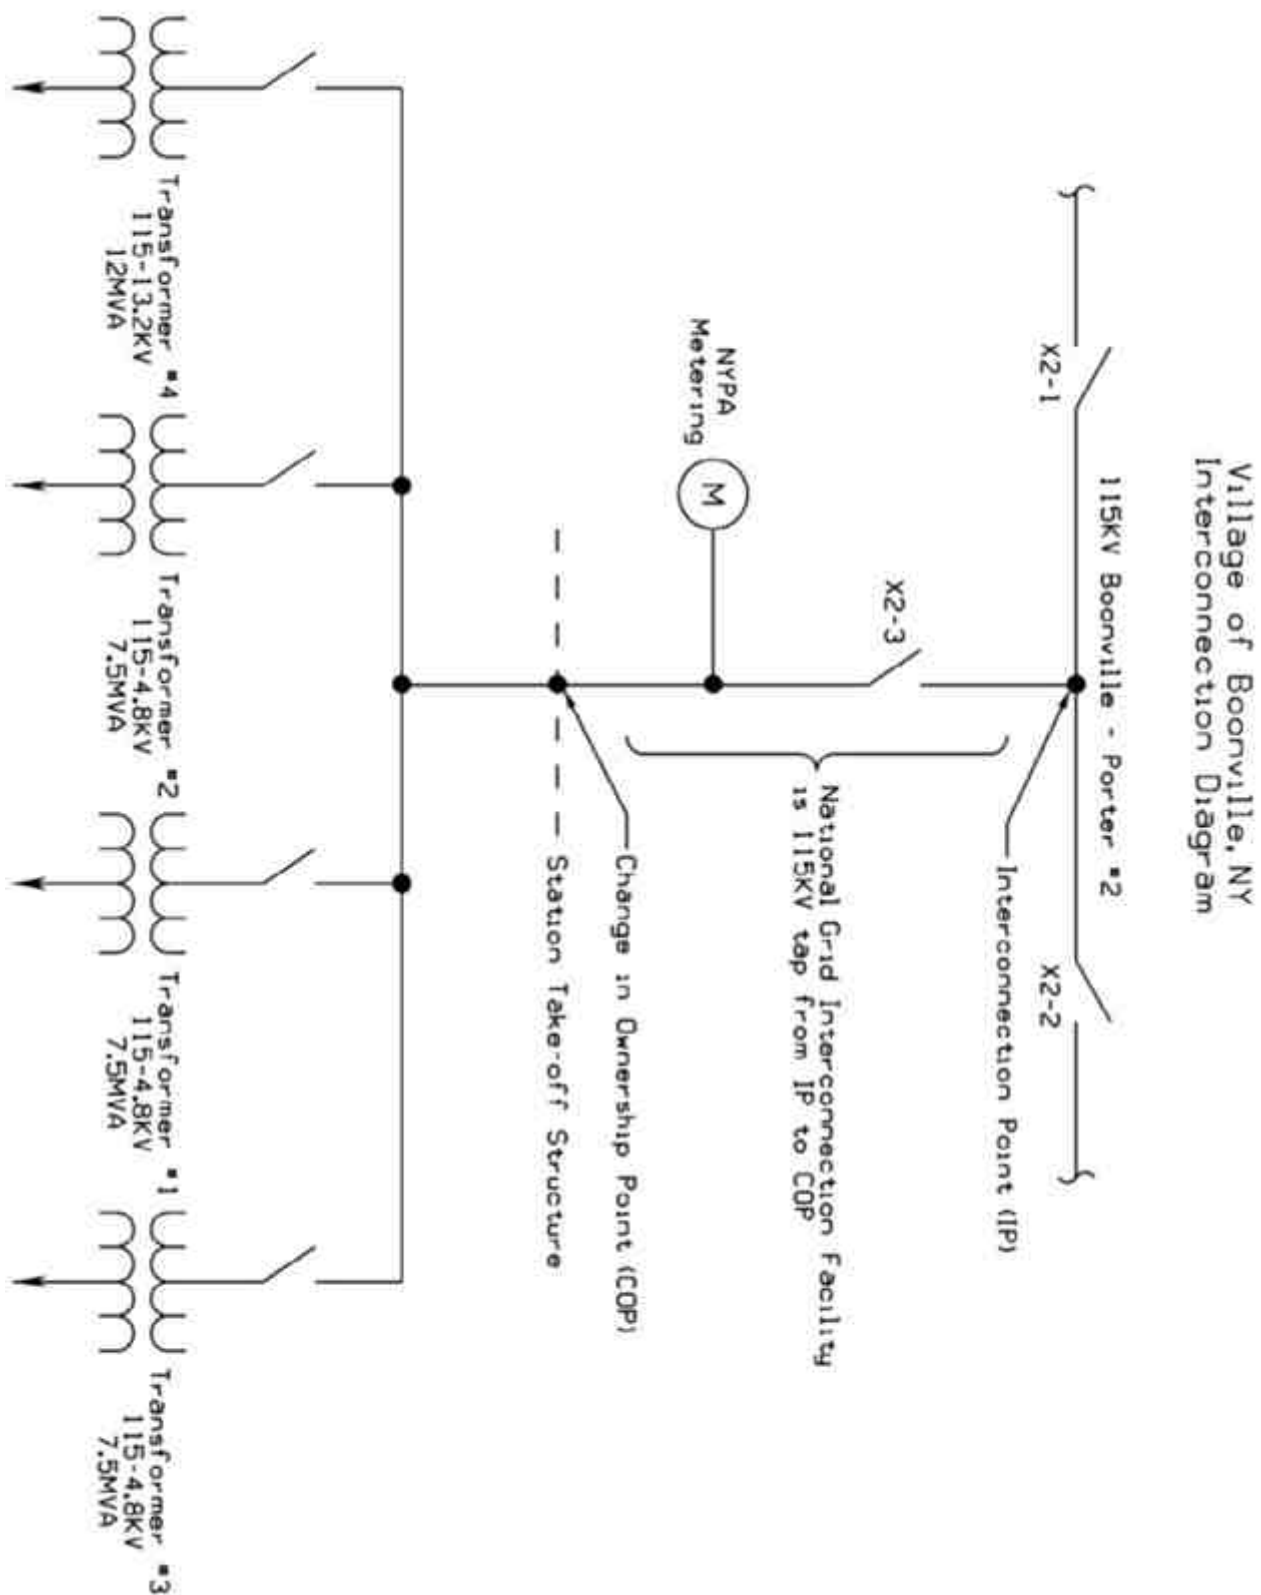 Village of Boonville, NY
Interconnection Diagram
115KV Boonville - Porter #2
X2-1
X2-2
Interconnection Point (IP)
X2-3
National Grid Interconnection Facility
is 115KV tap from IP to COP
NYPA
Metering
M
Change in Ownership Point (COP)
Station Take-off Structure
Transformer #4
115-13.2KV
12MVA
Transformer #2
115-4.8KV
7.5MVA
Transformer #1
115-4.8KV
7.5MVA
Transformer #3
115-4.8KV
7.5MVA